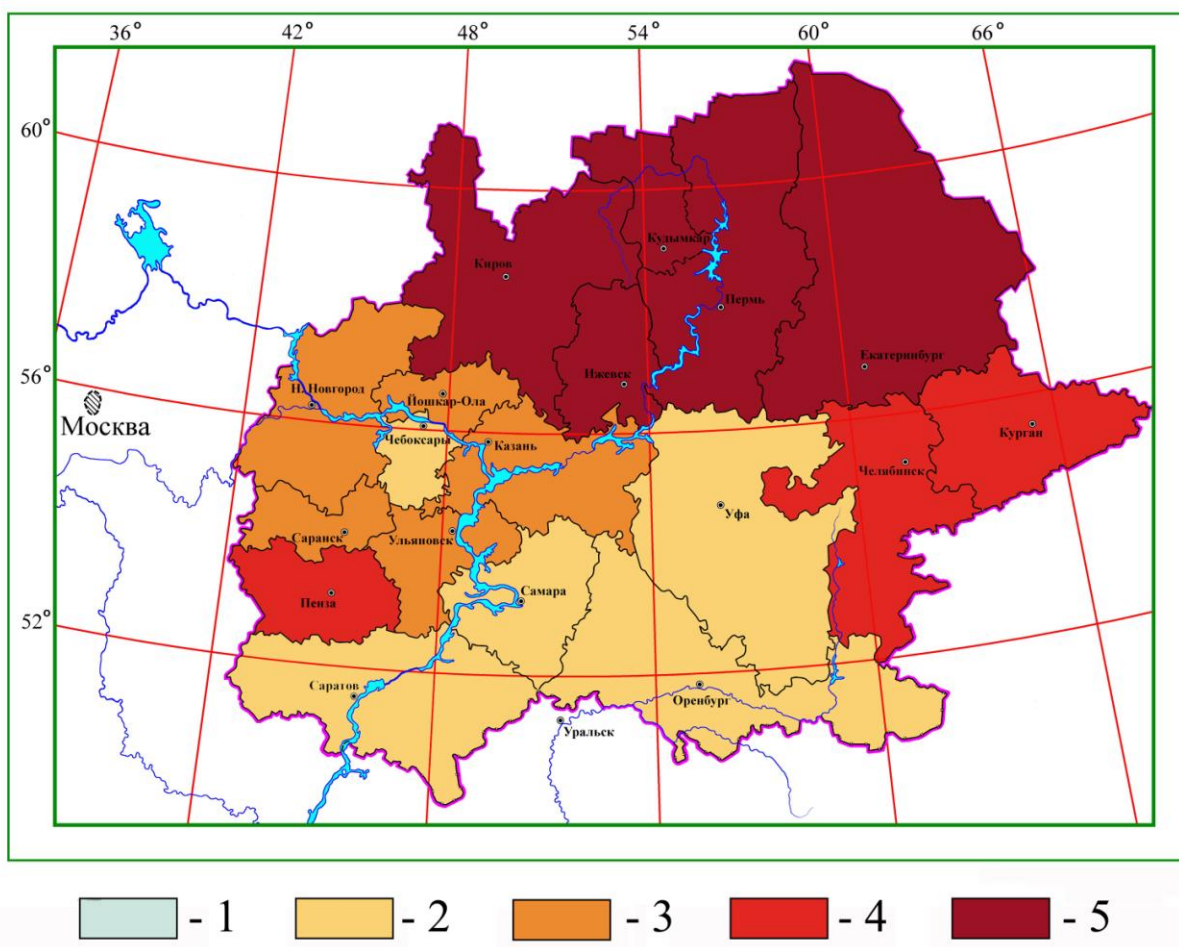 36° 42° 48° 54° 60° 66°
60°
Кудымкар
Киров
Пермь
Екатеринбург
Ижевск
56°
Н. Новгород
Йошкар-Ола
Москва
Чебоксары
Казань
Курган
Челябинск
Уфа
Саранск
Ульяновск
Пенза
Самара
52°
Саратов
Оренбург
Уральск
- 1 - 2 - 3 - 4 - 5